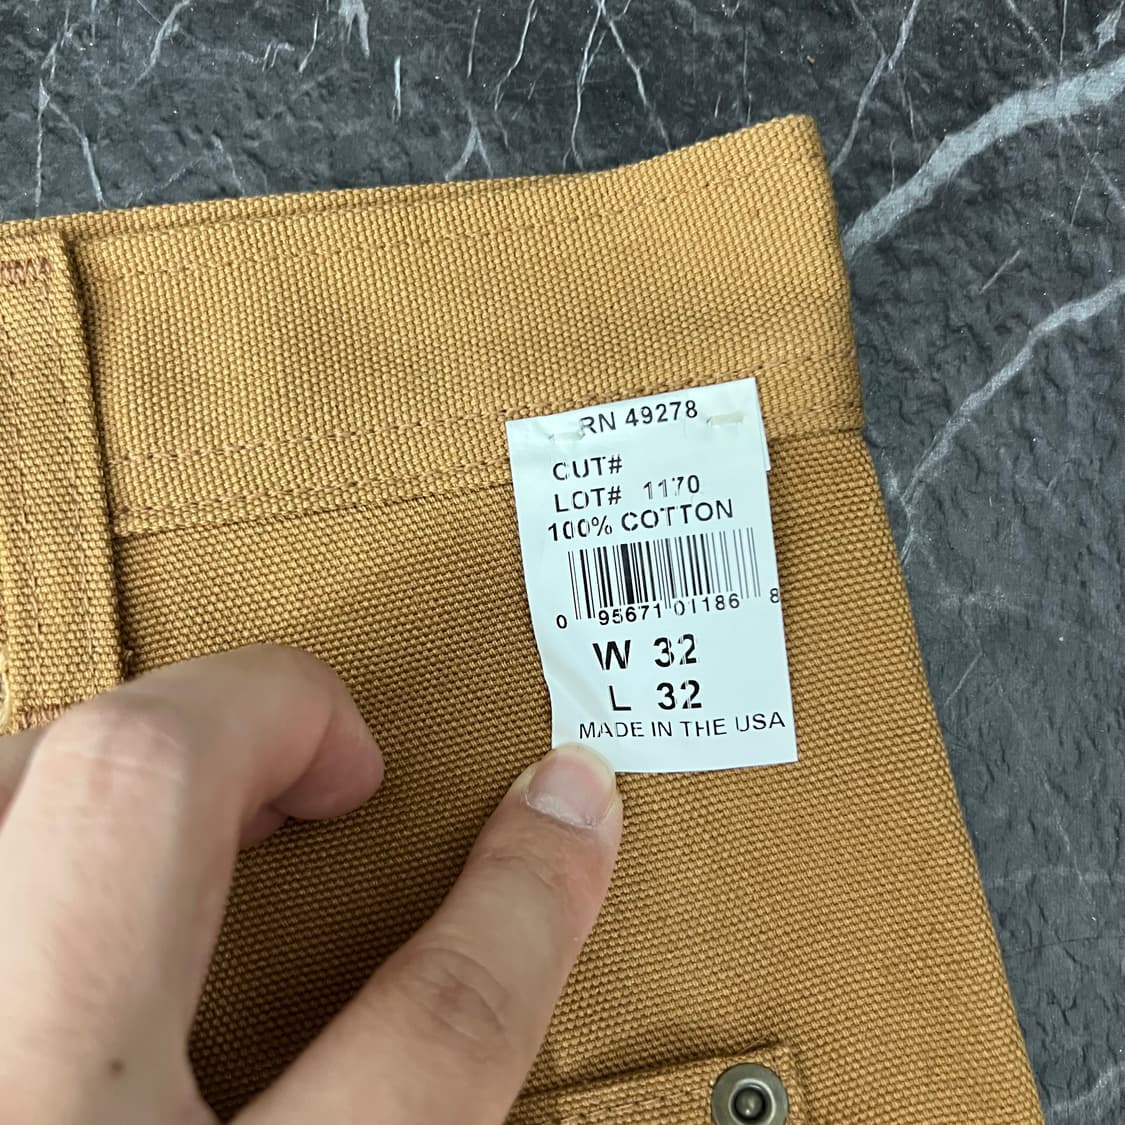 RN 49278
CUT#
LOT# 1170
100% COTTON
0 95671 01186 8
W 32
L 32
MADE IN THE USA